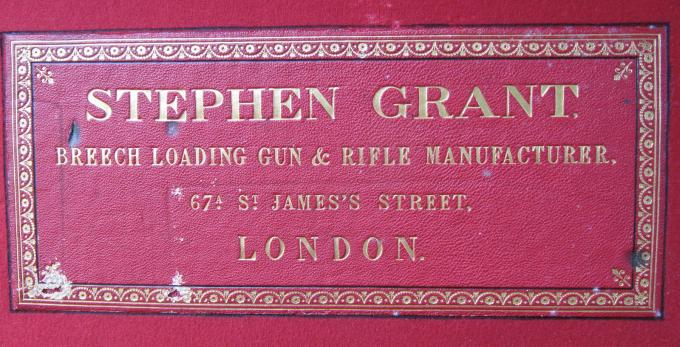 STEPHEN GRANT,
BREECH LOADING GUN & RIFLE MANUFACTURER,
67A ST JAMES'S STREET,
LONDON.